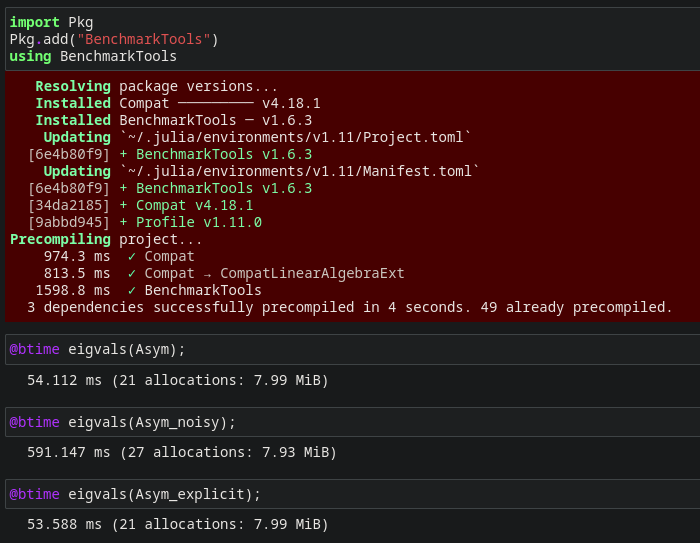 import Pkg
Pkg.add("BenchmarkTools")
using BenchmarkTools
Resolving package versions...
Installed Compat ───────── v4.18.1
Installed BenchmarkTools ─ v1.6.3
Updating `~/.julia/environments/v1.11/Project.toml`
[6e4b80f9] + BenchmarkTools v1.6.3
Updating `~/.julia/environments/v1.11/Manifest.toml`
[6e4b80f9] + BenchmarkTools v1.6.3
[34da2185] + Compat v4.18.1
[9abbd945] + Profile v1.11.0
Precompiling project...
974.3 ms ✓ Compat
813.5 ms ✓ Compat → CompatLinearAlgebraExt
1598.8 ms ✓ BenchmarkTools
3 dependencies successfully precompiled in 4 seconds. 49 already precompiled.
@btime eigvals(Asym);
54.112 ms (21 allocations: 7.99 MiB)
@btime eigvals(Asym_noisy);
591.147 ms (27 allocations: 7.93 MiB)
@btime eigvals(Asym_explicit);
53.588 ms (21 allocations: 7.99 MiB)